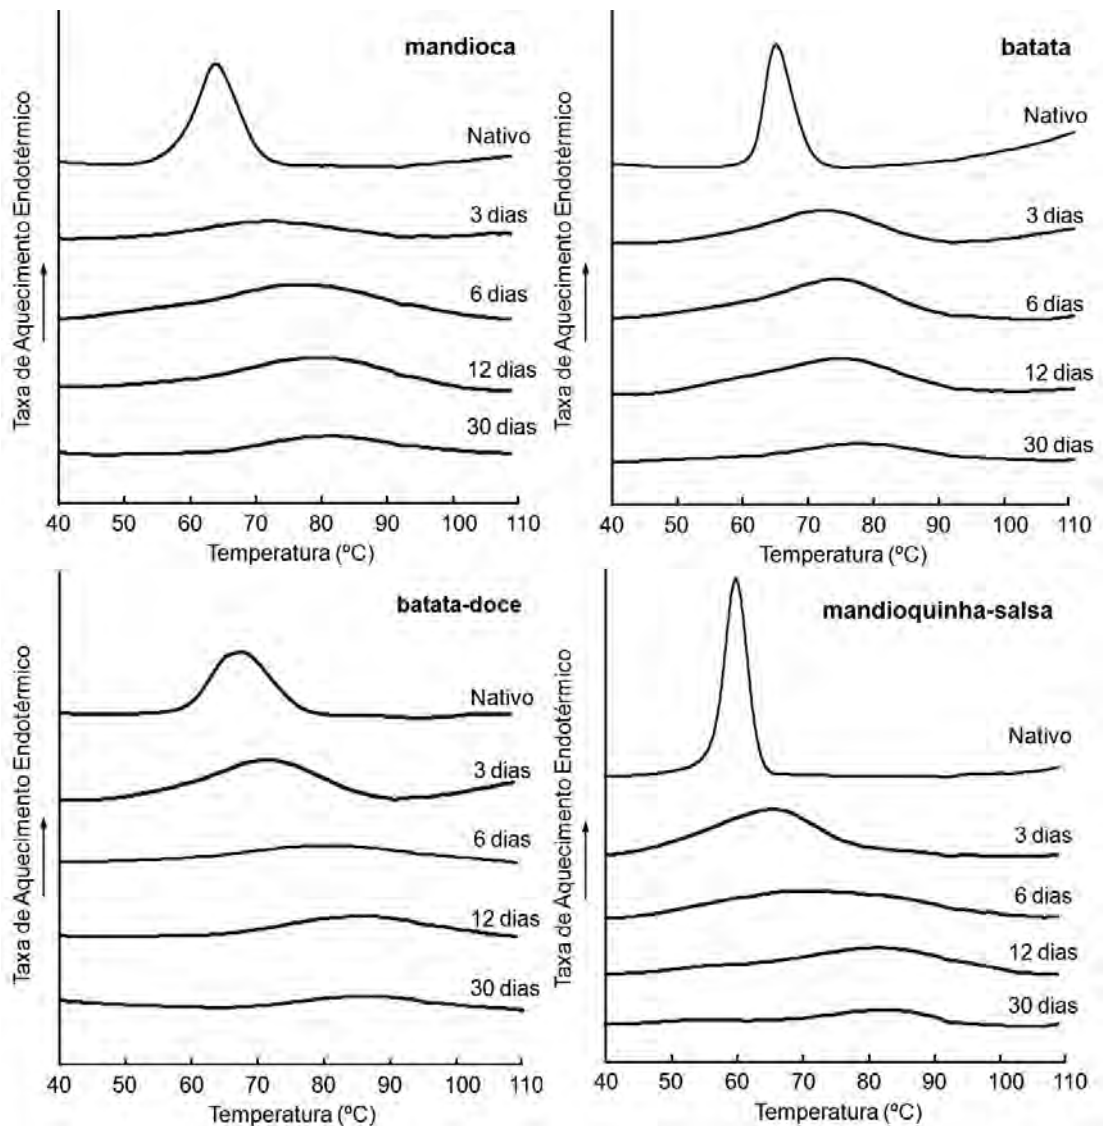 mandioca
Taxa de Aquecimento Endotérmico
Nativo
3 dias
6 dias
12 dias
30 dias
40 50 60 70 80 90 100 110
Temperatura (ºC)
batata
Taxa de Aquecimento Endotérmico
Nativo
3 dias
6 dias
12 dias
30 dias
40 50 60 70 80 90 100 110
Temperatura (ºC)
batata-doce
Taxa de Aquecimento Endotérmico
Nativo
3 dias
6 dias
12 dias
30 dias
40 50 60 70 80 90 100 110
Temperatura (ºC)
mandioquinha-salsa
Taxa de Aquecimento Endotérmico
Nativo
3 dias
6 dias
12 dias
30 dias
40 50 60 70 80 90 100 110
Temperatura (ºC)